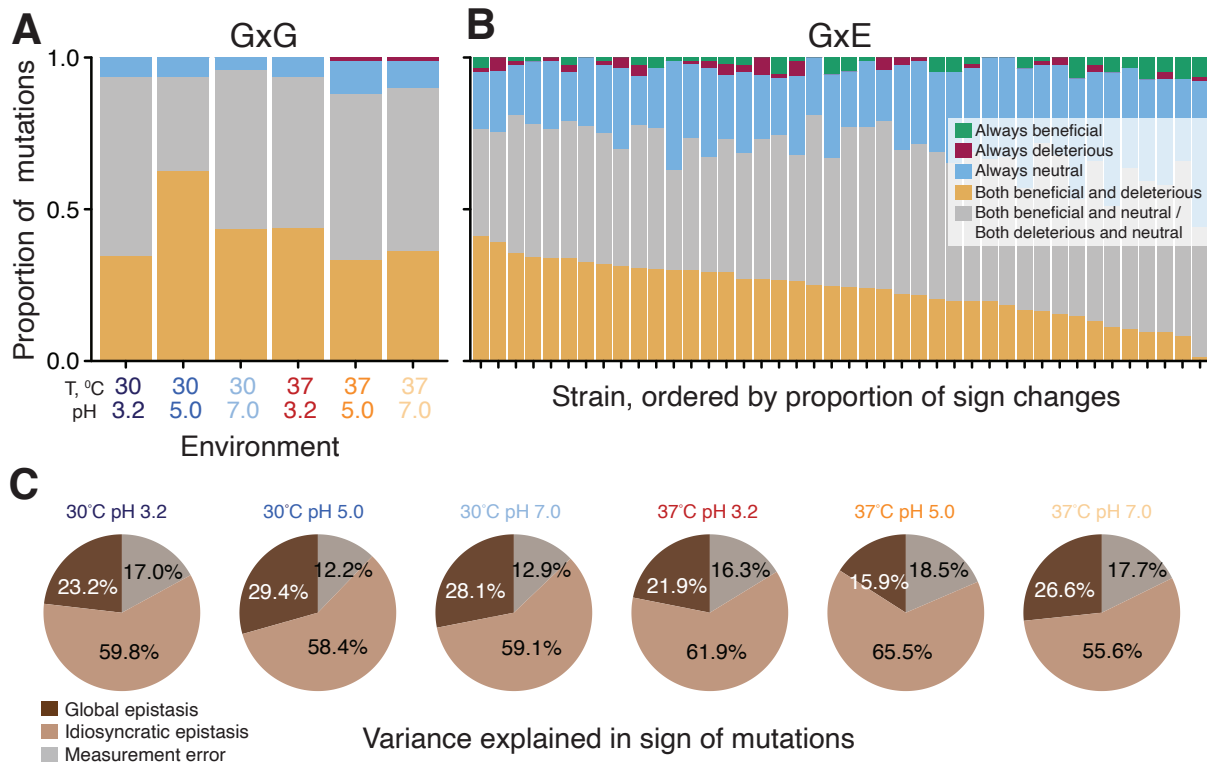 A
GxG
B
GxE
Proportion of mutations
1.0
0.5
0.0
1.0
0.5
0.0
Always beneficial
Always deleterious
Always neutral
Both beneficial and deleterious
Both beneficial and neutral /
Both deleterious and neutral
T, °C 30 30 30 37 37 37
pH 3.2 5.0 7.0 3.2 5.0 7.0
Environment
Strain, ordered by proportion of sign changes
C
30°C pH 3.2 30°C pH 5.0 30°C pH 7.0 37°C pH 3.2 37°C pH 5.0 37°C pH 7.0
23.2% 17.0% 29.4% 12.2% 28.1% 12.9% 21.9% 16.3% 15.9% 18.5% 26.6% 17.7%
59.8% 58.4% 59.1% 61.9% 65.5% 55.6%
Global epistasis
Idiosyncratic epistasis
Measurement error
Variance explained in sign of mutations